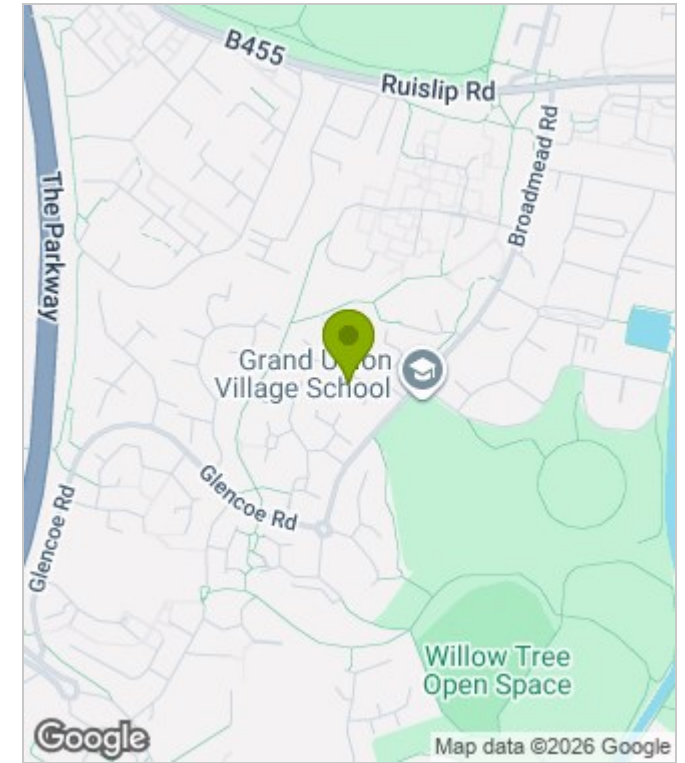 B455
Ruislip Rd
Broadmead Rd
The Parkway
Grand Union
Village School
Glencoe Rd
Glencoe Rd
Willow Tree
Open Space
Google
Map data ©2026 Google